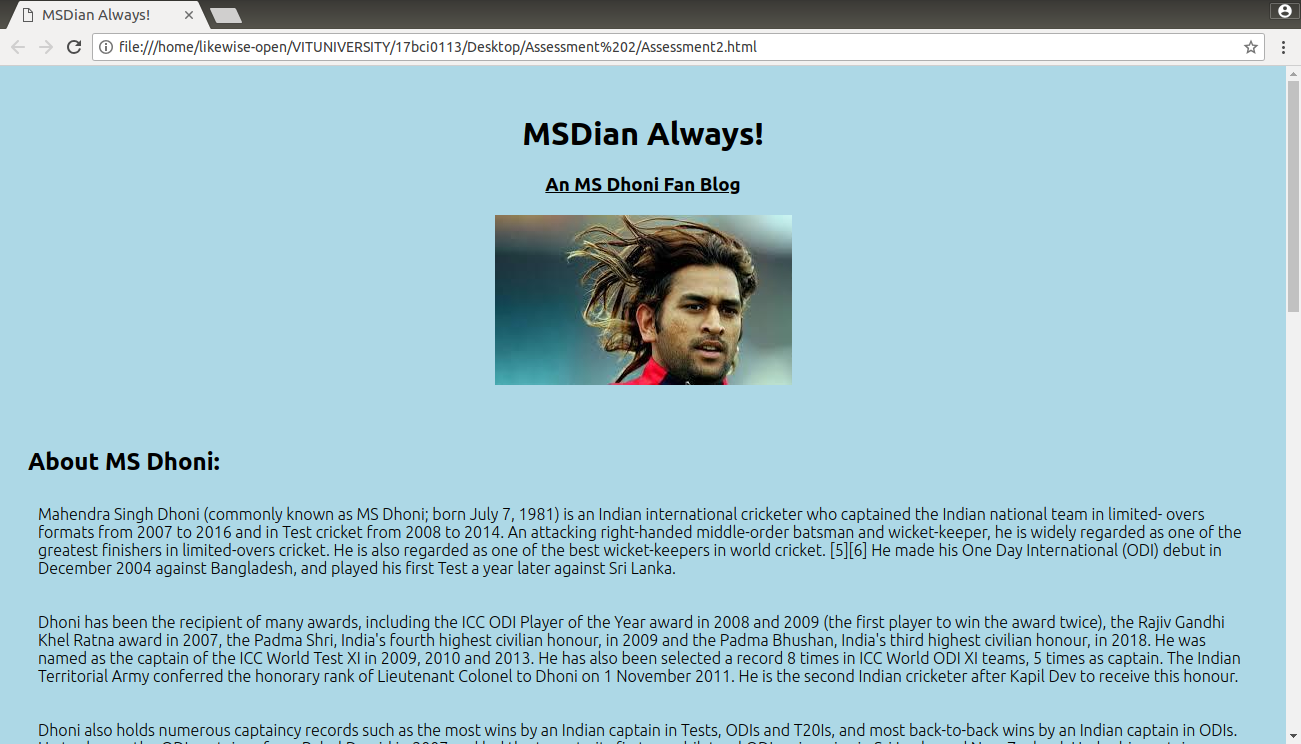 MSDian Always!
file:///home/likewise-open/VITUNIVERSITY/17bci0113/Desktop/Assessment%202/Assessment2.html
MSDian Always!
An MS Dhoni Fan Blog
About MS Dhoni:
Mahendra Singh Dhoni (commonly known as MS Dhoni; born July 7, 1981) is an Indian international cricketer who captained the Indian national team in limited- overs
formats from 2007 to 2016 and in Test cricket from 2008 to 2014. An attacking right-handed middle-order batsman and wicket-keeper, he is widely regarded as one of the
greatest finishers in limited-overs cricket. He is also regarded as one of the best wicket-keepers in world cricket. [5][6] He made his One Day International (ODI) debut in
December 2004 against Bangladesh, and played his first Test a year later against Sri Lanka.
Dhoni has been the recipient of many awards, including the ICC ODI Player of the Year award in 2008 and 2009 (the first player to win the award twice), the Rajiv Gandhi
Khel Ratna award in 2007, the Padma Shri, India's fourth highest civilian honour, in 2009 and the Padma Bhushan, India's third highest civilian honour, in 2018. He was
named as the captain of the ICC World Test XI in 2009, 2010 and 2013. He has also been selected a record 8 times in ICC World ODI XI teams, 5 times as captain. The Indian
Territorial Army conferred the honorary rank of Lieutenant Colonel to Dhoni on 1 November 2011. He is the second Indian cricketer after Kapil Dev to receive this honour.
Dhoni also holds numerous captaincy records such as the most wins by an Indian captain in Tests, ODIs and T20Is, and most back-to-back wins by an Indian captain in ODIs.